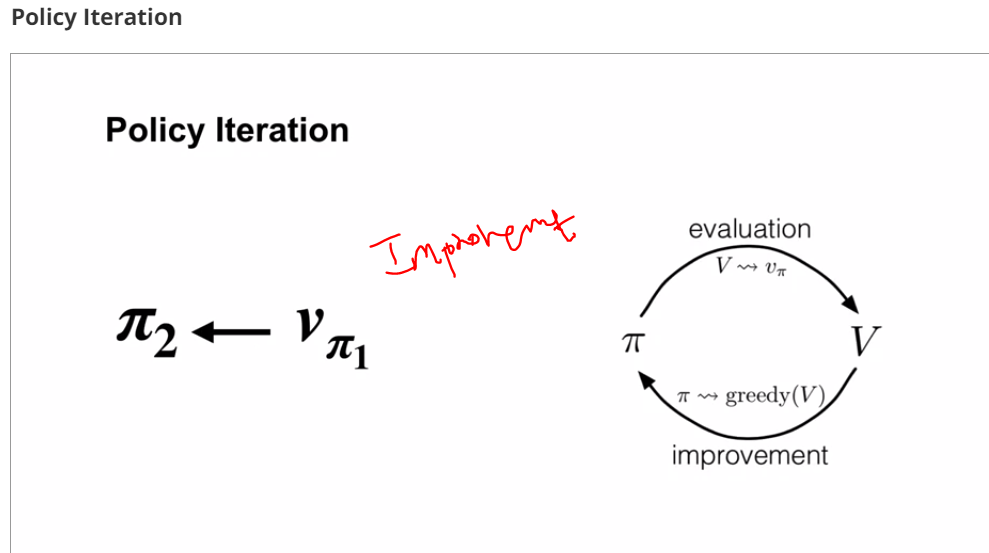 Policy Iteration
Policy Iteration
Improvement
π₂ ← v_π₁
evaluation
V ⇝ v_π
π V
π ⇝ greedy(V)
improvement